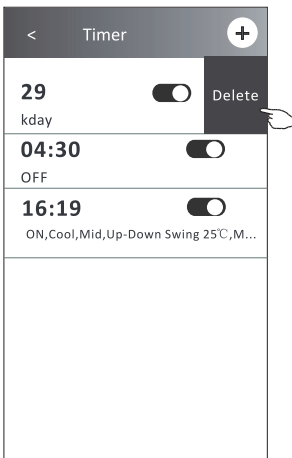 < Timer +
29 Delete
kday
04:30
OFF
16:19
ON,Cool,Mid,Up-Down Swing 25℃,M...